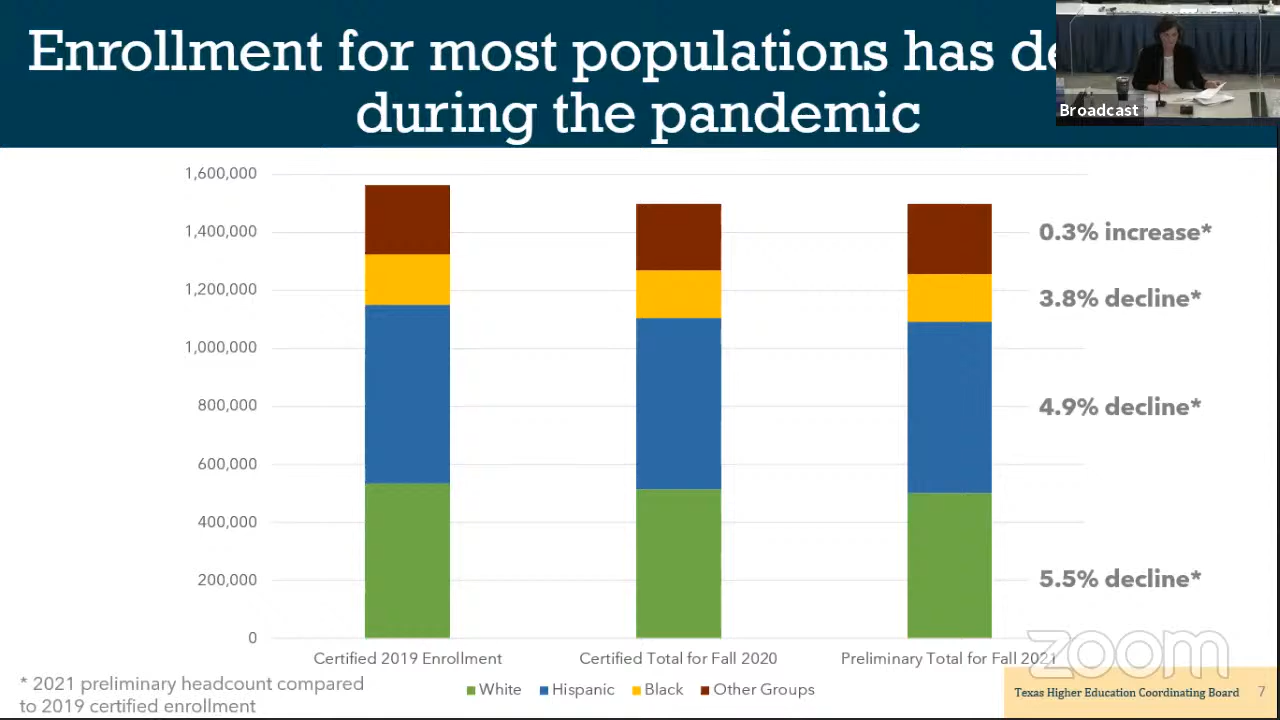 Enrollment for most populations has de
during the pandemic
Broadcast
1,600,000
1,400,000
1,200,000
1,000,000
800,000
600,000
400,000
200,000
0
0.3% increase*
3.8% decline*
4.9% decline*
5.5% decline*
Certified 2019 Enrollment
Certified Total for Fall 2020
Preliminary Total for Fall 2021
zoom
White
Hispanic
Black
Other Groups
* 2021 preliminary headcount compared
to 2019 certified enrollment
Texas Higher Education Coordinating Board 7